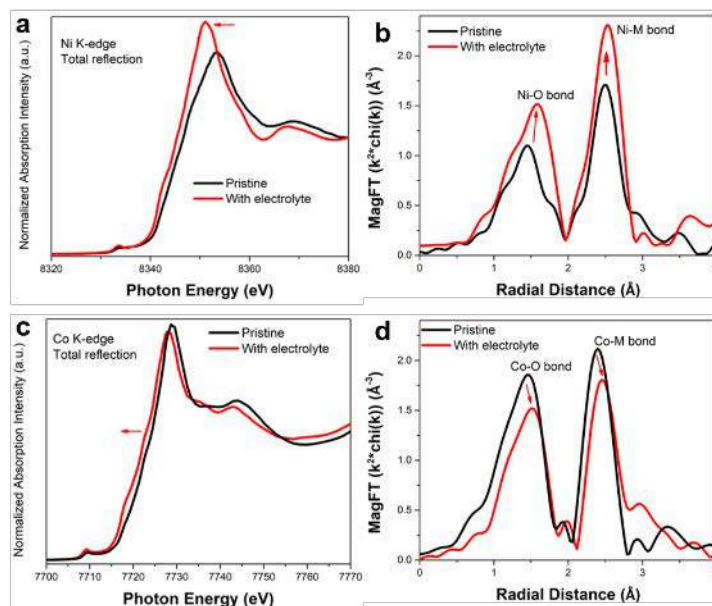 a
Ni K-edge
Total reflection
Pristine
With electrolyte
Normalized Absorption Intensity (a.u.)
8320 8340 8360 8380
Photon Energy (eV)
b
Pristine
With electrolyte
Ni-O bond
Ni-M bond
MagFT (k²*chi(k)) (Å⁻³)
2.0
1.5
1.0
0.5
0.0
0 1 2 3
Radial Distance (Å)
c
Co K-edge
Total reflection
Pristine
With electrolyte
Normalized Absorption Intensity (a.u.)
7700 7710 7720 7730 7740 7750 7760 7770
Photon Energy (eV)
d
Pristine
With electrolyte
Co-O bond
Co-M bond
MagFT (k²*chi(k)) (Å⁻³)
2.0
1.5
1.0
0.5
0.0
0 1 2 3
Radial Distance (Å)